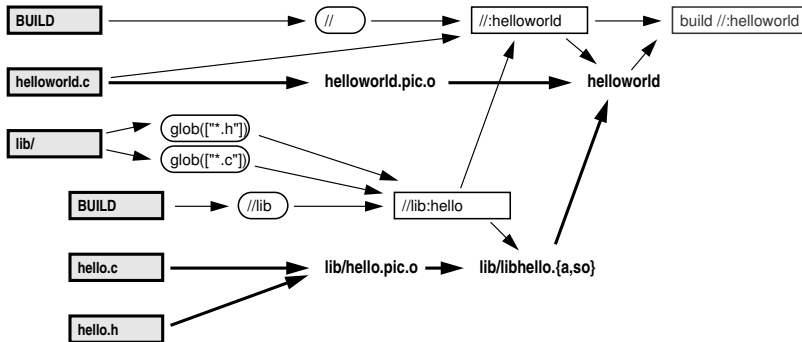 BUILD
//
//:helloworld
build //:helloworld
helloworld.c
helloworld.pic.o
helloworld
lib/
glob(["*.h"])
glob(["*.c"])
BUILD
//lib
//lib:hello
hello.c
lib/hello.pic.o
lib/libhello.{a,so}
hello.h